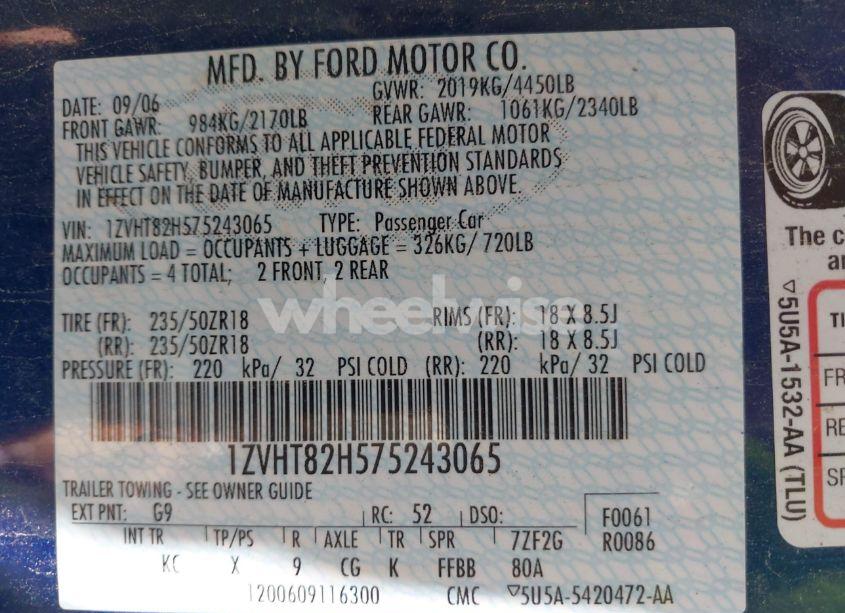 MFD. BY FORD MOTOR CO.
DATE: 09/06 GVWR: 2019KG/4450LB
FRONT GAWR: 984KG/2170LB REAR GAWR: 1061KG/2340LB
THIS VEHICLE CONFORMS TO ALL APPLICABLE FEDERAL MOTOR
VEHICLE SAFETY, BUMPER, AND THEFT PREVENTION STANDARDS
IN EFFECT ON THE DATE OF MANUFACTURE SHOWN ABOVE.
VIN: 1ZVHT82H575243065 TYPE: Passenger Car
MAXIMUM LOAD = OCCUPANTS + LUGGAGE = 326KG/ 720LB
OCCUPANTS = 4 TOTAL; 2 FRONT, 2 REAR
wheelwise
TIRE (FR): 235/50ZR18 RIMS (FR): 18 X 8.5J
(RR): 235/50ZR18 (RR): 18 X 8.5J
PRESSURE (FR): 220 kPa/ 32 PSI COLD (RR): 220 kPa/ 32 PSI COLD
1ZVHT82H575243065
TRAILER TOWING - SEE OWNER GUIDE
EXT PNT: G9 RC: 52 DSO: F0061
INT TR TP/PS R AXLE TR SPR 7ZF2G R0086
KC X 9 CG K FFBB 80A
1200609116300 CMC ▽5U5A-5420472-AA
The c
an
▽5U5A-1532-AA (TLU)
TI
FR
RE
SP